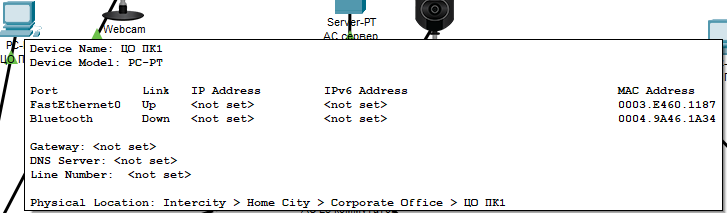 Webcam
Server-PT
АС сервер
PC-
ЦО П
Device Name: ЦО ПК1
Device Model: PC-PT
Port Link IP Address IPv6 Address MAC Address
FastEthernet0 Up <not set> <not set> 0003.E460.1187
Bluetooth Down <not set> <not set> 0004.9A46.1A34
Gateway: <not set>
DNS Server: <not set>
Line Number: <not set>
Physical Location: Intercity > Home City > Corporate Office > ЦО ПК1